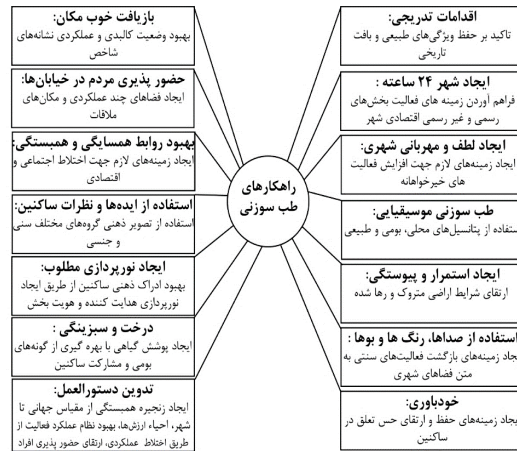 اقدامات تدریجی:
تاکید بر حفظ ویژگی‌های طبیعی و بافت
تاریخی
ایجاد شهر ۲۴ ساعته :
فراهم آوردن زمینه های فعالیت بخش‌های
رسمی و غیر رسمی اقتصادی شهر
ایجاد لطف و مهربانی شهری:
ایجاد زمینه‌های لازم جهت افزایش فعالیت
های خیرخواهانه
طب سوزنی موسیقیایی:
ستفاده از پتانسیل‌های محلی، بومی و طبیعی
ایجاد استمرار و پیوستگی:
ارتقای شرایط اراضی متروک و رها شده
استفاده از صداها، رنگ ها و بوها :
جاد زمینه‌های بازگشت فعالیت‌های سنتی به
متن فضاهای شهری
خودباوری:
جاد زمینه‌های حفظ و ارتقای حس تعلق در
ساکنین
راهکارهای
طب سوزنی
بازیافت خوب مکان:
بهبود وضعیت کالبدی و عملکردی نشانه‌های
شاخص
حضور پذیری مردم در خیابان‌ها:
ایجاد فضاهای چند عملکردی و مکان‌های
ملاقات
بهبود روابط همسایگی و همبستگی:
ایجاد زمینه‌های لازم جهت اختلاط اجتماعی و
اقتصادی
استفاده از ایده‌ها و نظرات ساکنین:
استفاده از تصویر ذهنی گروه‌های مختلف سنی
و جنسی
ایجاد نورپردازی مطلوب:
بهبود ادراک ذهنی ساکنین از طریق ایجاد
نورپردازی هدایت کننده و هویت بخش
درخت و سبزینگی :
ایجاد پوشش گیاهی با بهره گیری از گونه‌های
بومی و مشارکت ساکنین
تدوین دستورالعمل:
ایجاد زنجیره همبستگی از مقیاس جهانی تا
شهر، احیاء ارزش‌ها، بهبود نظام عملکرد فعالیت از
طریق اختلاط عملکردی، ارتقای حضور پذیری افراد